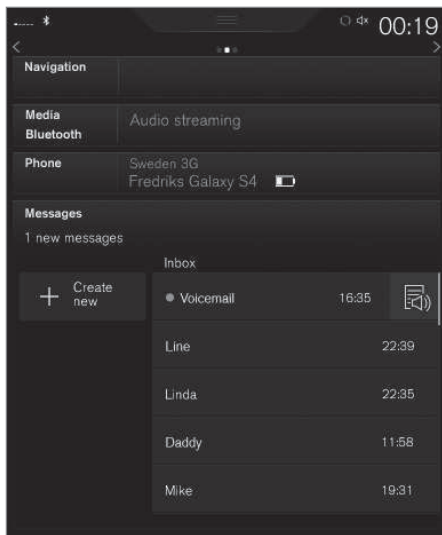 00:19
Navigation
Media
Bluetooth
Audio streaming
Phone
Sweden 3G
Fredriks Galaxy S4
Messages
1 new messages
Inbox
Create
new
Voicemail 16:35
Line 22:39
Linda 22:35
Daddy 11:58
Mike 19:31